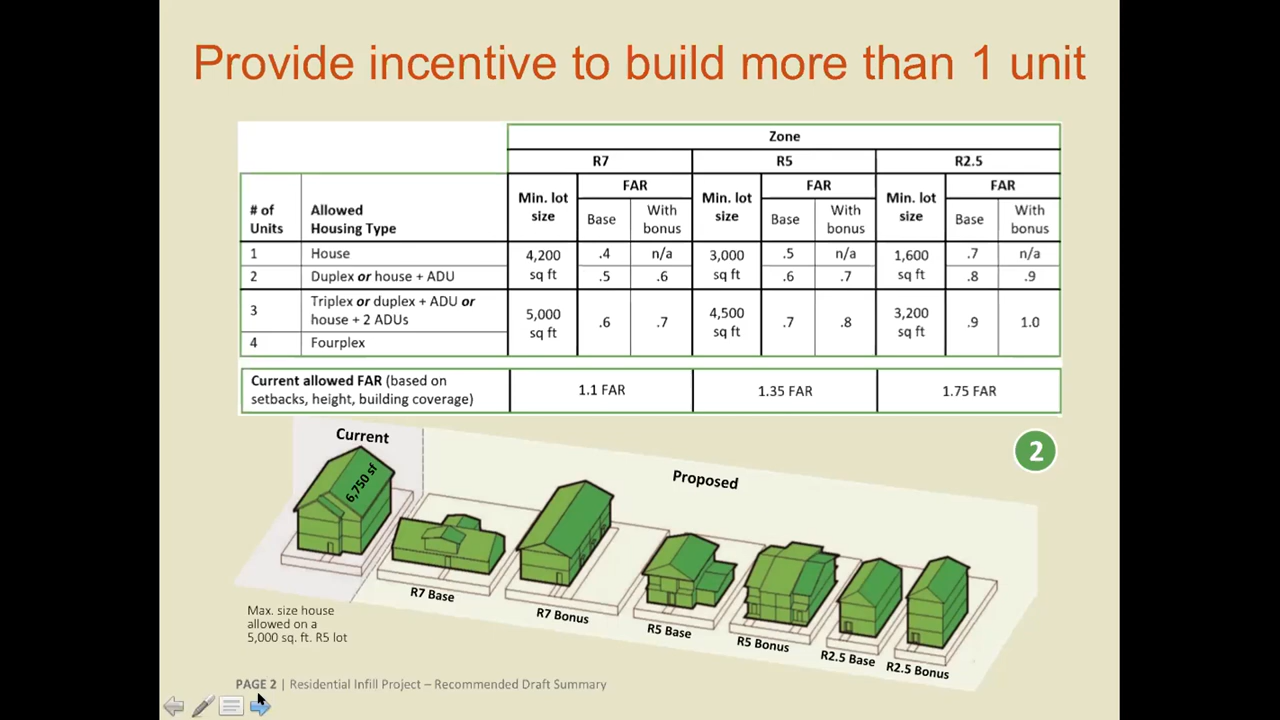 Provide incentive to build more than 1 unit
Zone
R7 R5 R2.5
# of Units Allowed Housing Type Min. lot size FAR Base With bonus Min. lot size FAR Base With bonus Min. lot size FAR Base With bonus
1 House 4,200 sq ft .4 n/a 3,000 sq ft .5 n/a 1,600 sq ft .7 n/a
2 Duplex or house + ADU .5 .6 .6 .7 .8 .9
3 Triplex or duplex + ADU or
house + 2 ADUs 5,000 sq ft .6 .7 4,500 sq ft .7 .8 3,200 sq ft .9 1.0
4 Fourplex
Current allowed FAR (based on
setbacks, height, building coverage) 1.1 FAR 1.35 FAR 1.75 FAR
Current
6,750 sf
Proposed
2
R7 Base
R7 Bonus
R5 Base
R5 Bonus
R2.5 Base
R2.5 Bonus
Max. size house
allowed on a
5,000 sq. ft. R5 lot
PAGE 2 | Residential Infill Project – Recommended Draft Summary